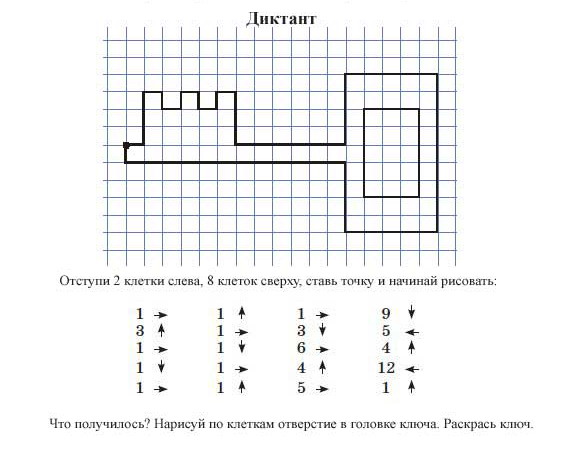 Диктант
Отступи 2 клетки слева, 8 клеток сверху, ставь точку и начинай рисовать:
1 → 1 ↑ 1 → 9 ↓
3 ↑ 1 → 3 ↓ 5 ←
1 → 1 ↓ 6 → 4 ↑
1 ↓ 1 → 4 ↑ 12 ←
1 → 1 ↑ 5 → 1 ↑
Что получилось? Нарисуй по клеткам отверстие в головке ключа. Раскрась ключ.